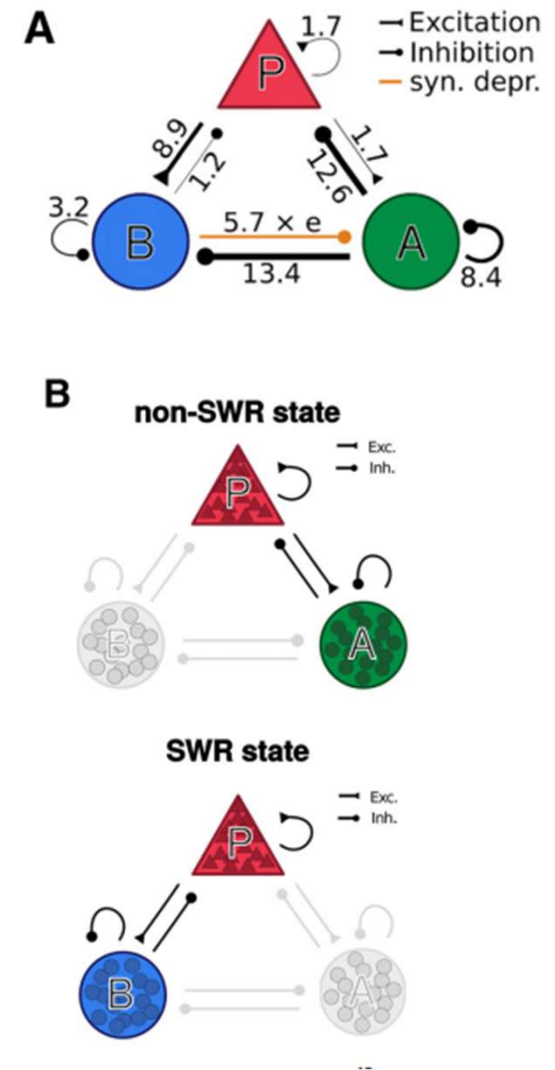 A
1.7
Excitation
Inhibition
syn. depr.
P
8.9
1.2
1.7
12.6
3.2
B
5.7 × e
13.4
A
8.4
B
non-SWR state
Exc.
Inh.
P
B
A
SWR state
Exc.
Inh.
P
B
A